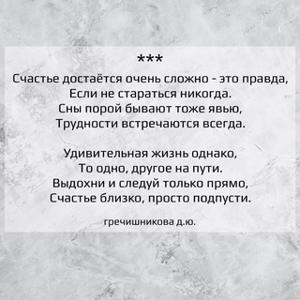 ***
Счастье достаётся очень сложно - это правда,
Если не стараться никогда.
Сны порой бывают тоже явью,
Трудности встречаются всегда.
Удивительная жизнь однако,
То одно, другое на пути.
Выдохни и следуй только прямо,
Счастье близко, просто подпусти.
гречишникова д.ю.